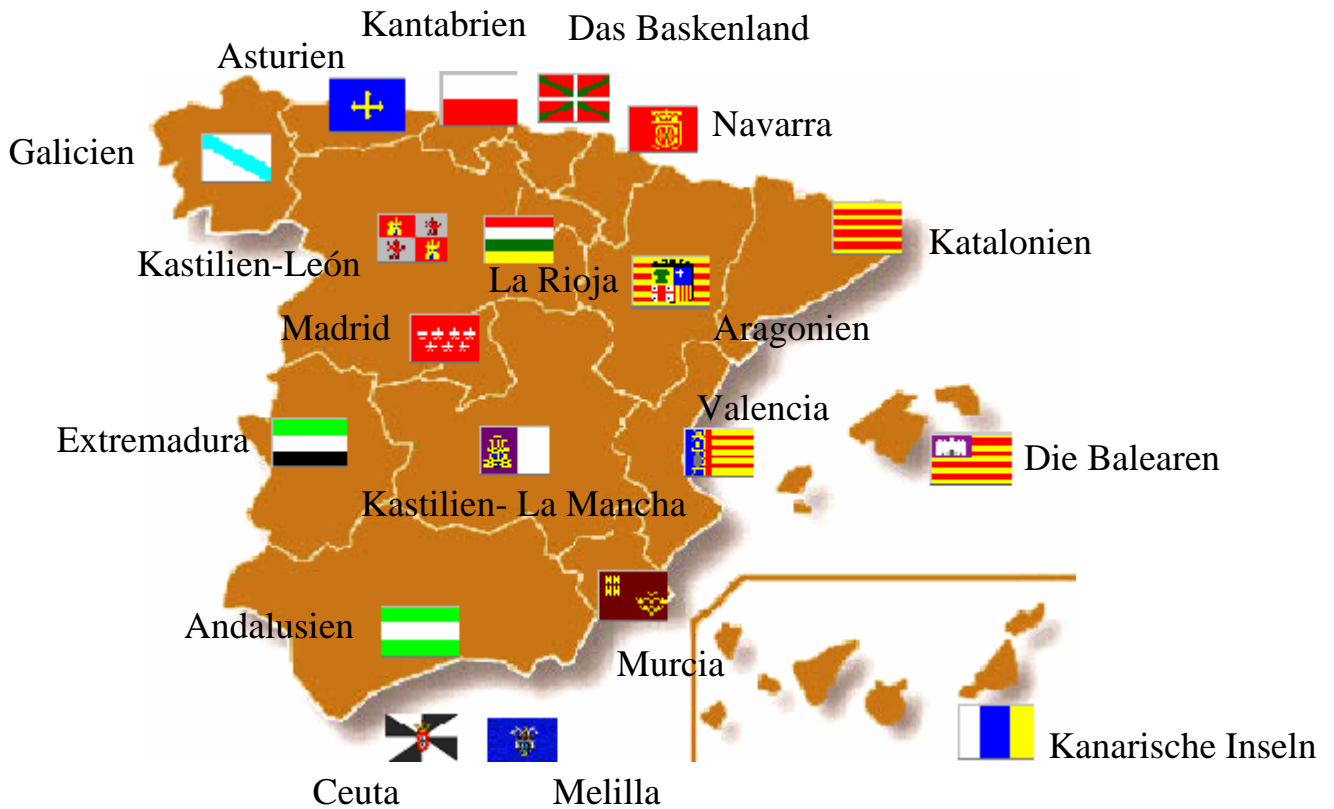 Kantabrien
Das Baskenland
Asturien
Navarra
Galicien
Katalonien
Kastilien-León
La Rioja
Madrid
Aragonien
Valencia
Extremadura
Die Balearen
Kastilien- La Mancha
Andalusien
Murcia
Kanarische Inseln
Ceuta
Melilla